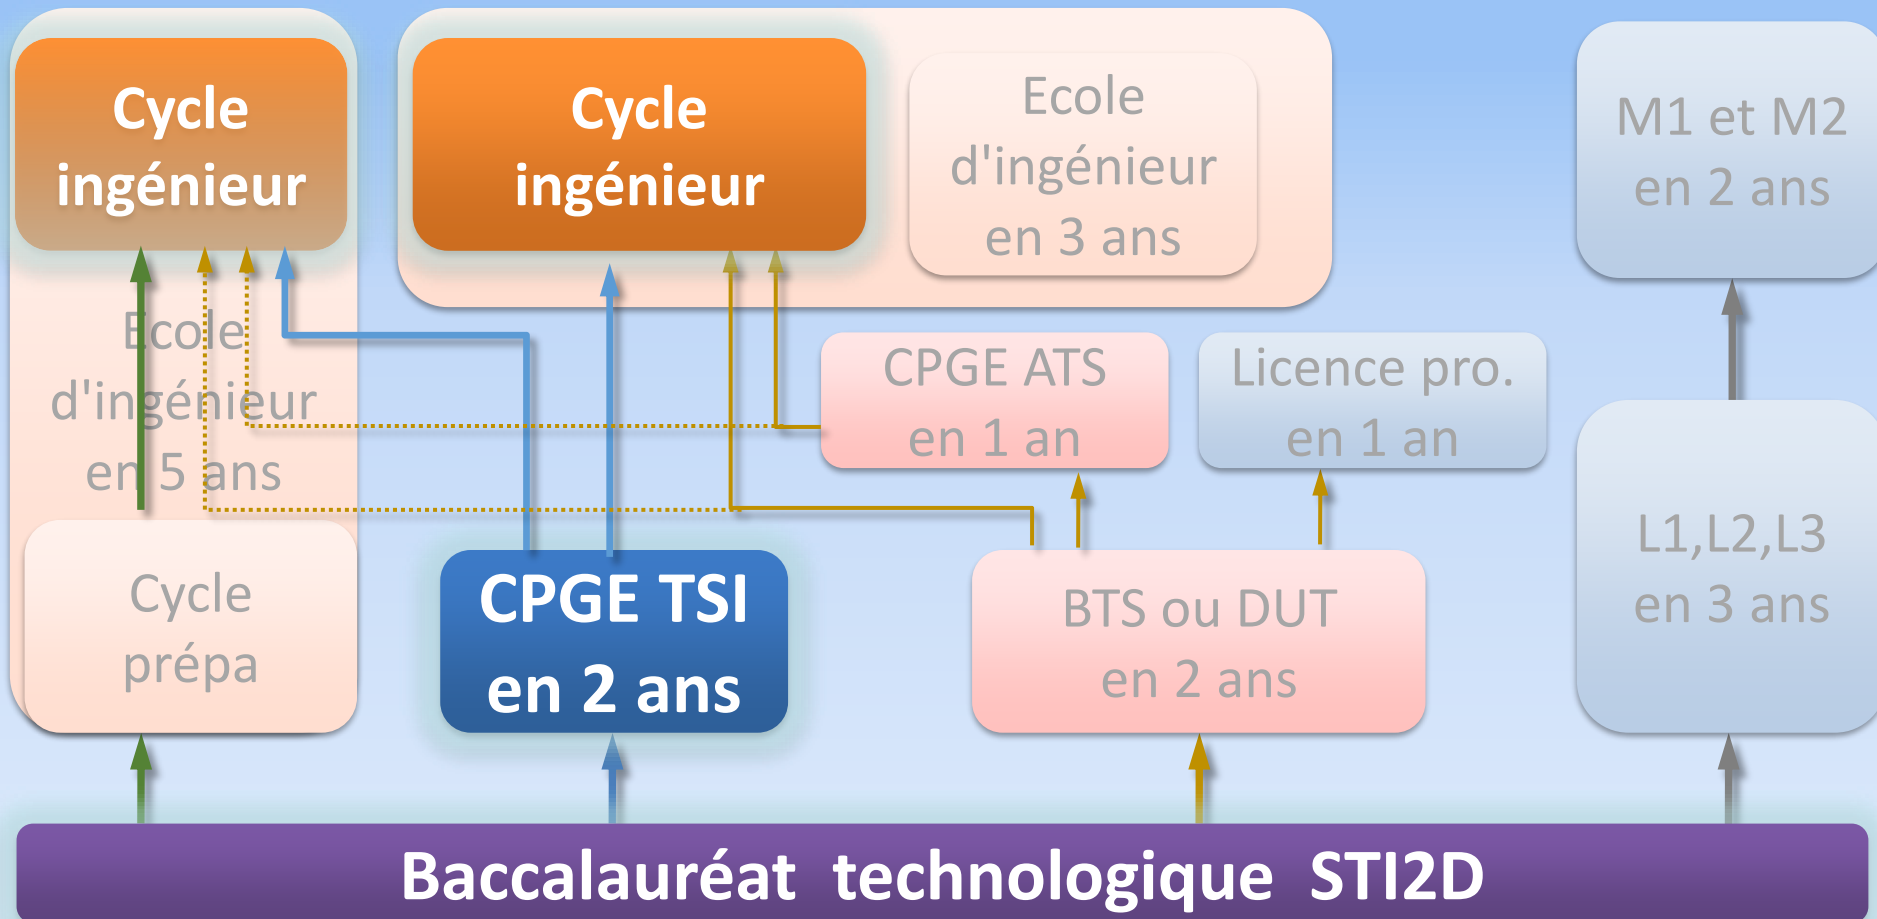 Cycle
ingénieur
Cycle
ingénieur
Ecole
d'ingénieur
en 3 ans
M1 et M2
en 2 ans
Ecole
d'ingénieur
en 5 ans
CPGE ATS
en 1 an
Licence pro.
en 1 an
Cycle
prépa
CPGE TSI
en 2 ans
BTS ou DUT
en 2 ans
L1,L2,L3
en 3 ans
Baccalauréat technologique STI2D